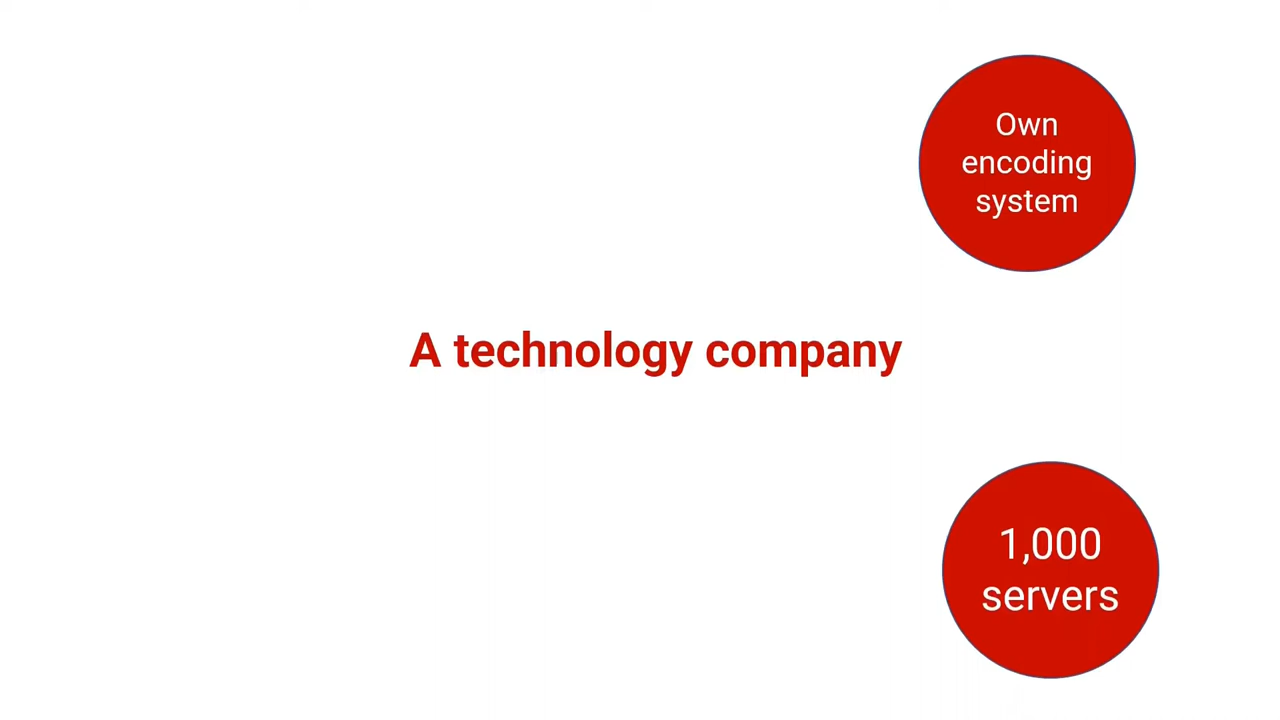 Own
encoding
system
A technology company
1,000
servers